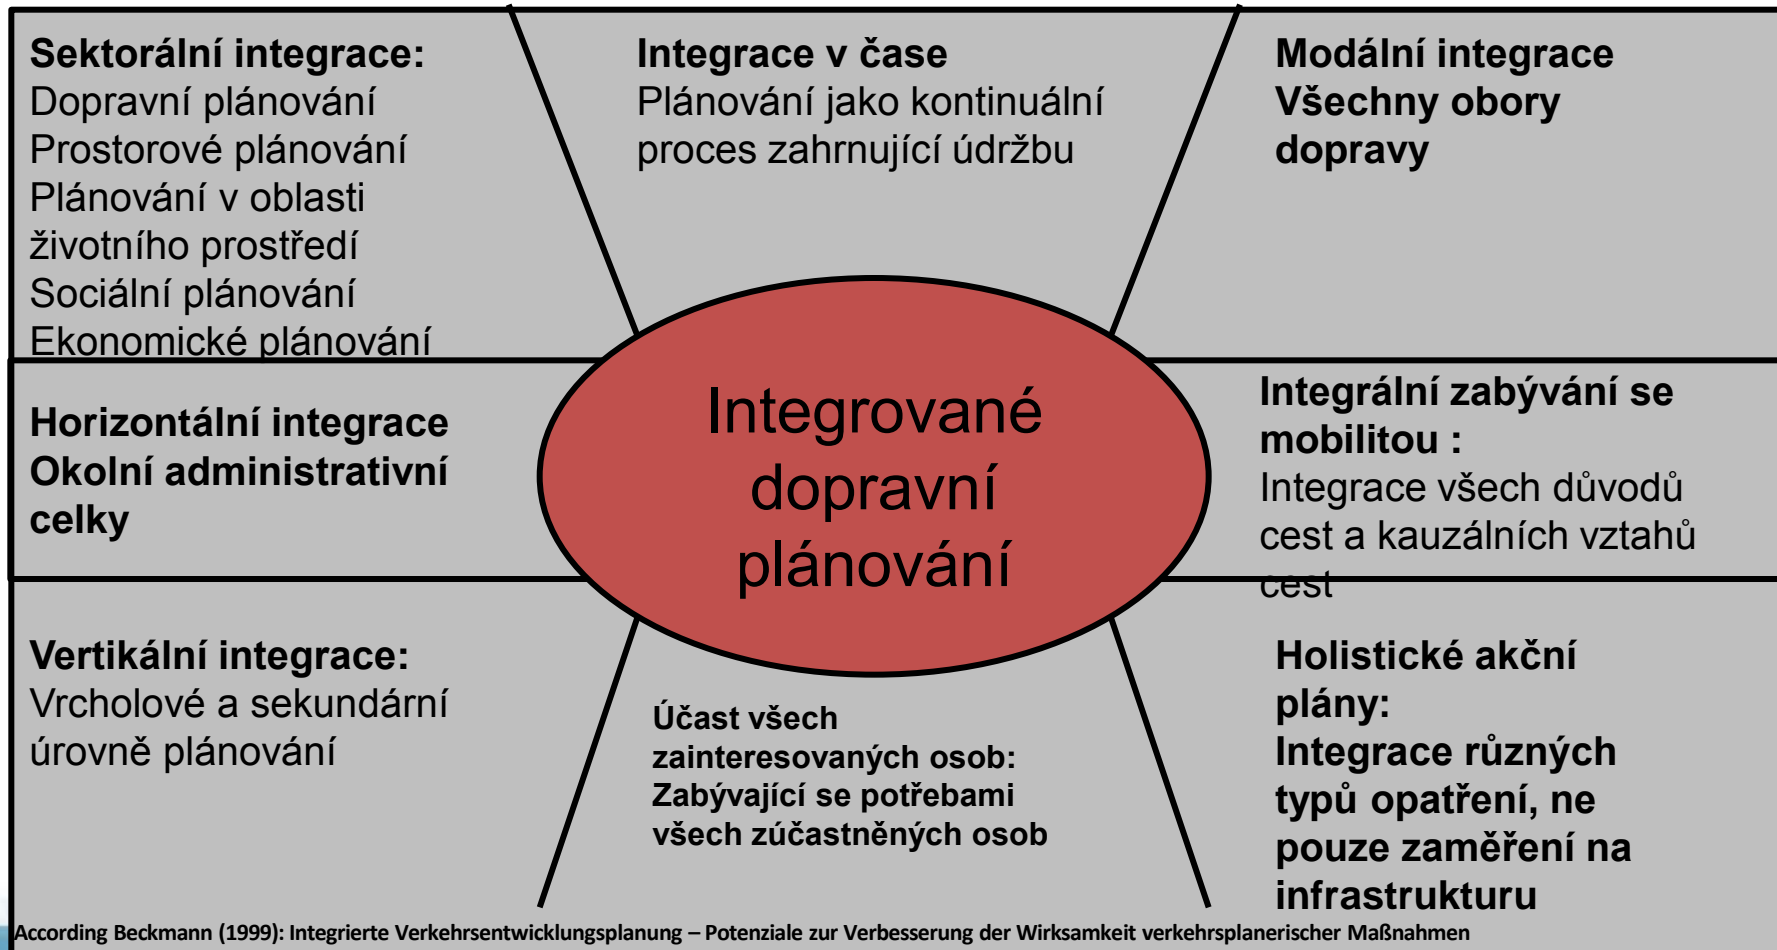 Sektorální integrace:
Dopravní plánování
Prostorové plánování
Plánování v oblasti
životního prostředí
Sociální plánování
Ekonomické plánování
Integrace v čase
Plánování jako kontinuální
proces zahrnující údržbu
Modální integrace
Všechny obory
dopravy
Horizontální integrace
Okolní administrativní
celky
Integrované
dopravní
plánování
Integrální zabývání se
mobilitou :
Integrace všech důvodů
cest a kauzálních vztahů
cest
Vertikální integrace:
Vrcholové a sekundární
úrovně plánování
Účast všech
zainteresovaných osob:
Zabývající se potřebami
všech zúčastněných osob
Holistické akční
plány:
Integrace různých
typů opatření, ne
pouze zaměření na
infrastrukturu
According Beckmann (1999): Integrierte Verkehrsentwicklungsplanung – Potenziale zur Verbesserung der Wirksamkeit verkehrsplanerischer Maßnahmen